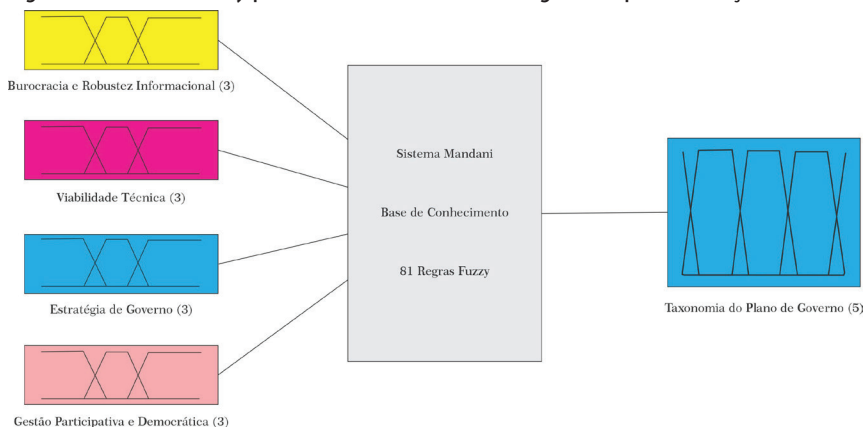 Burocracia e Robustez Informacional (3)
Viabilidade Técnica (3)
Estratégia de Governo (3)
Gestão Participativa e Democrática (3)
Sistema Mandani
Base de Conhecimento
81 Regras Fuzzy
Taxonomia do Plano de Governo (5)